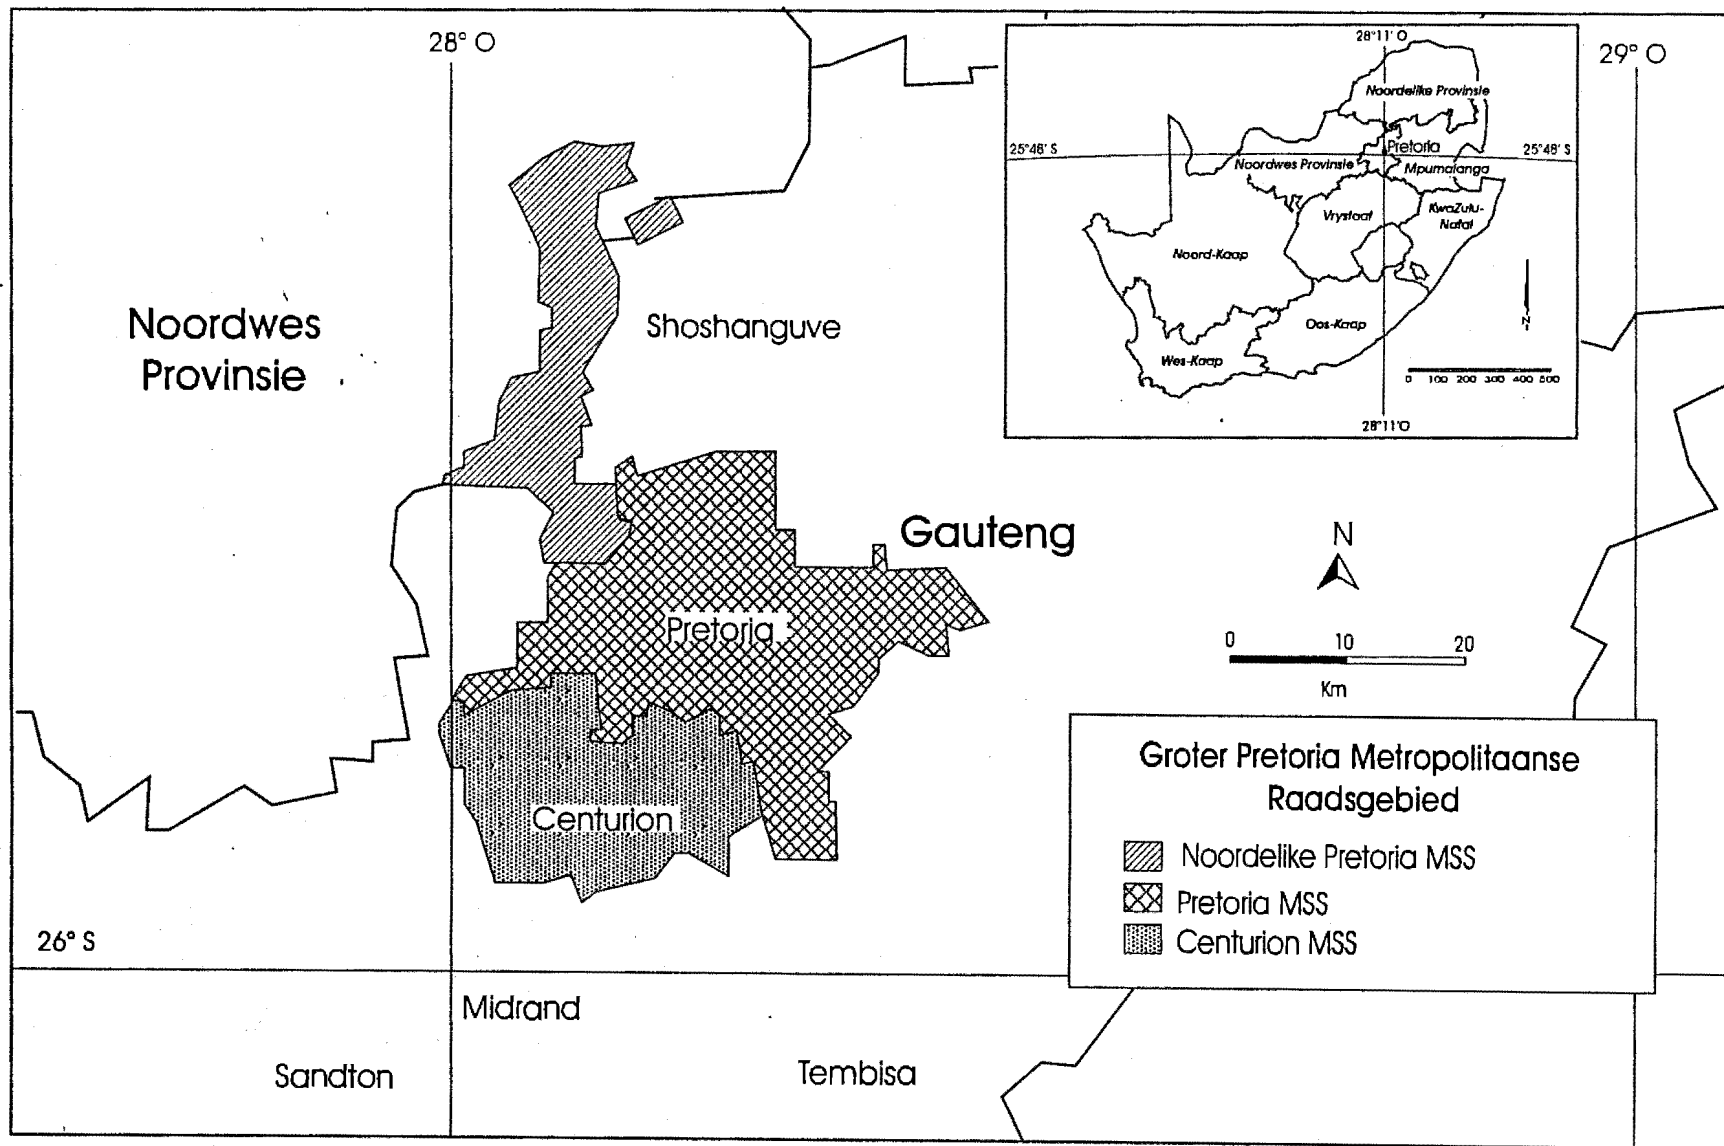 28° O
29° O
28°11' O
Noordelike Provinsie
25°46' S
Pretoria
25°46' S
Noordwes Provinsie
Mpumalanga
Vrystaat
KwaZulu-
Natal
Noord-Kaap
Oos-Kaap
Wes-Kaap
N
0 100 200 300 400 500
28°11'O
Noordwes
Provinsie
Shoshanguve
Gauteng
N
Pretoria
0 10 20
Km
Centurion
Groter Pretoria Metropolitaanse
Raadsgebied
Noordelike Pretoria MSS
Pretoria MSS
Centurion MSS
26° S
Midrand
Sandton
Tembisa